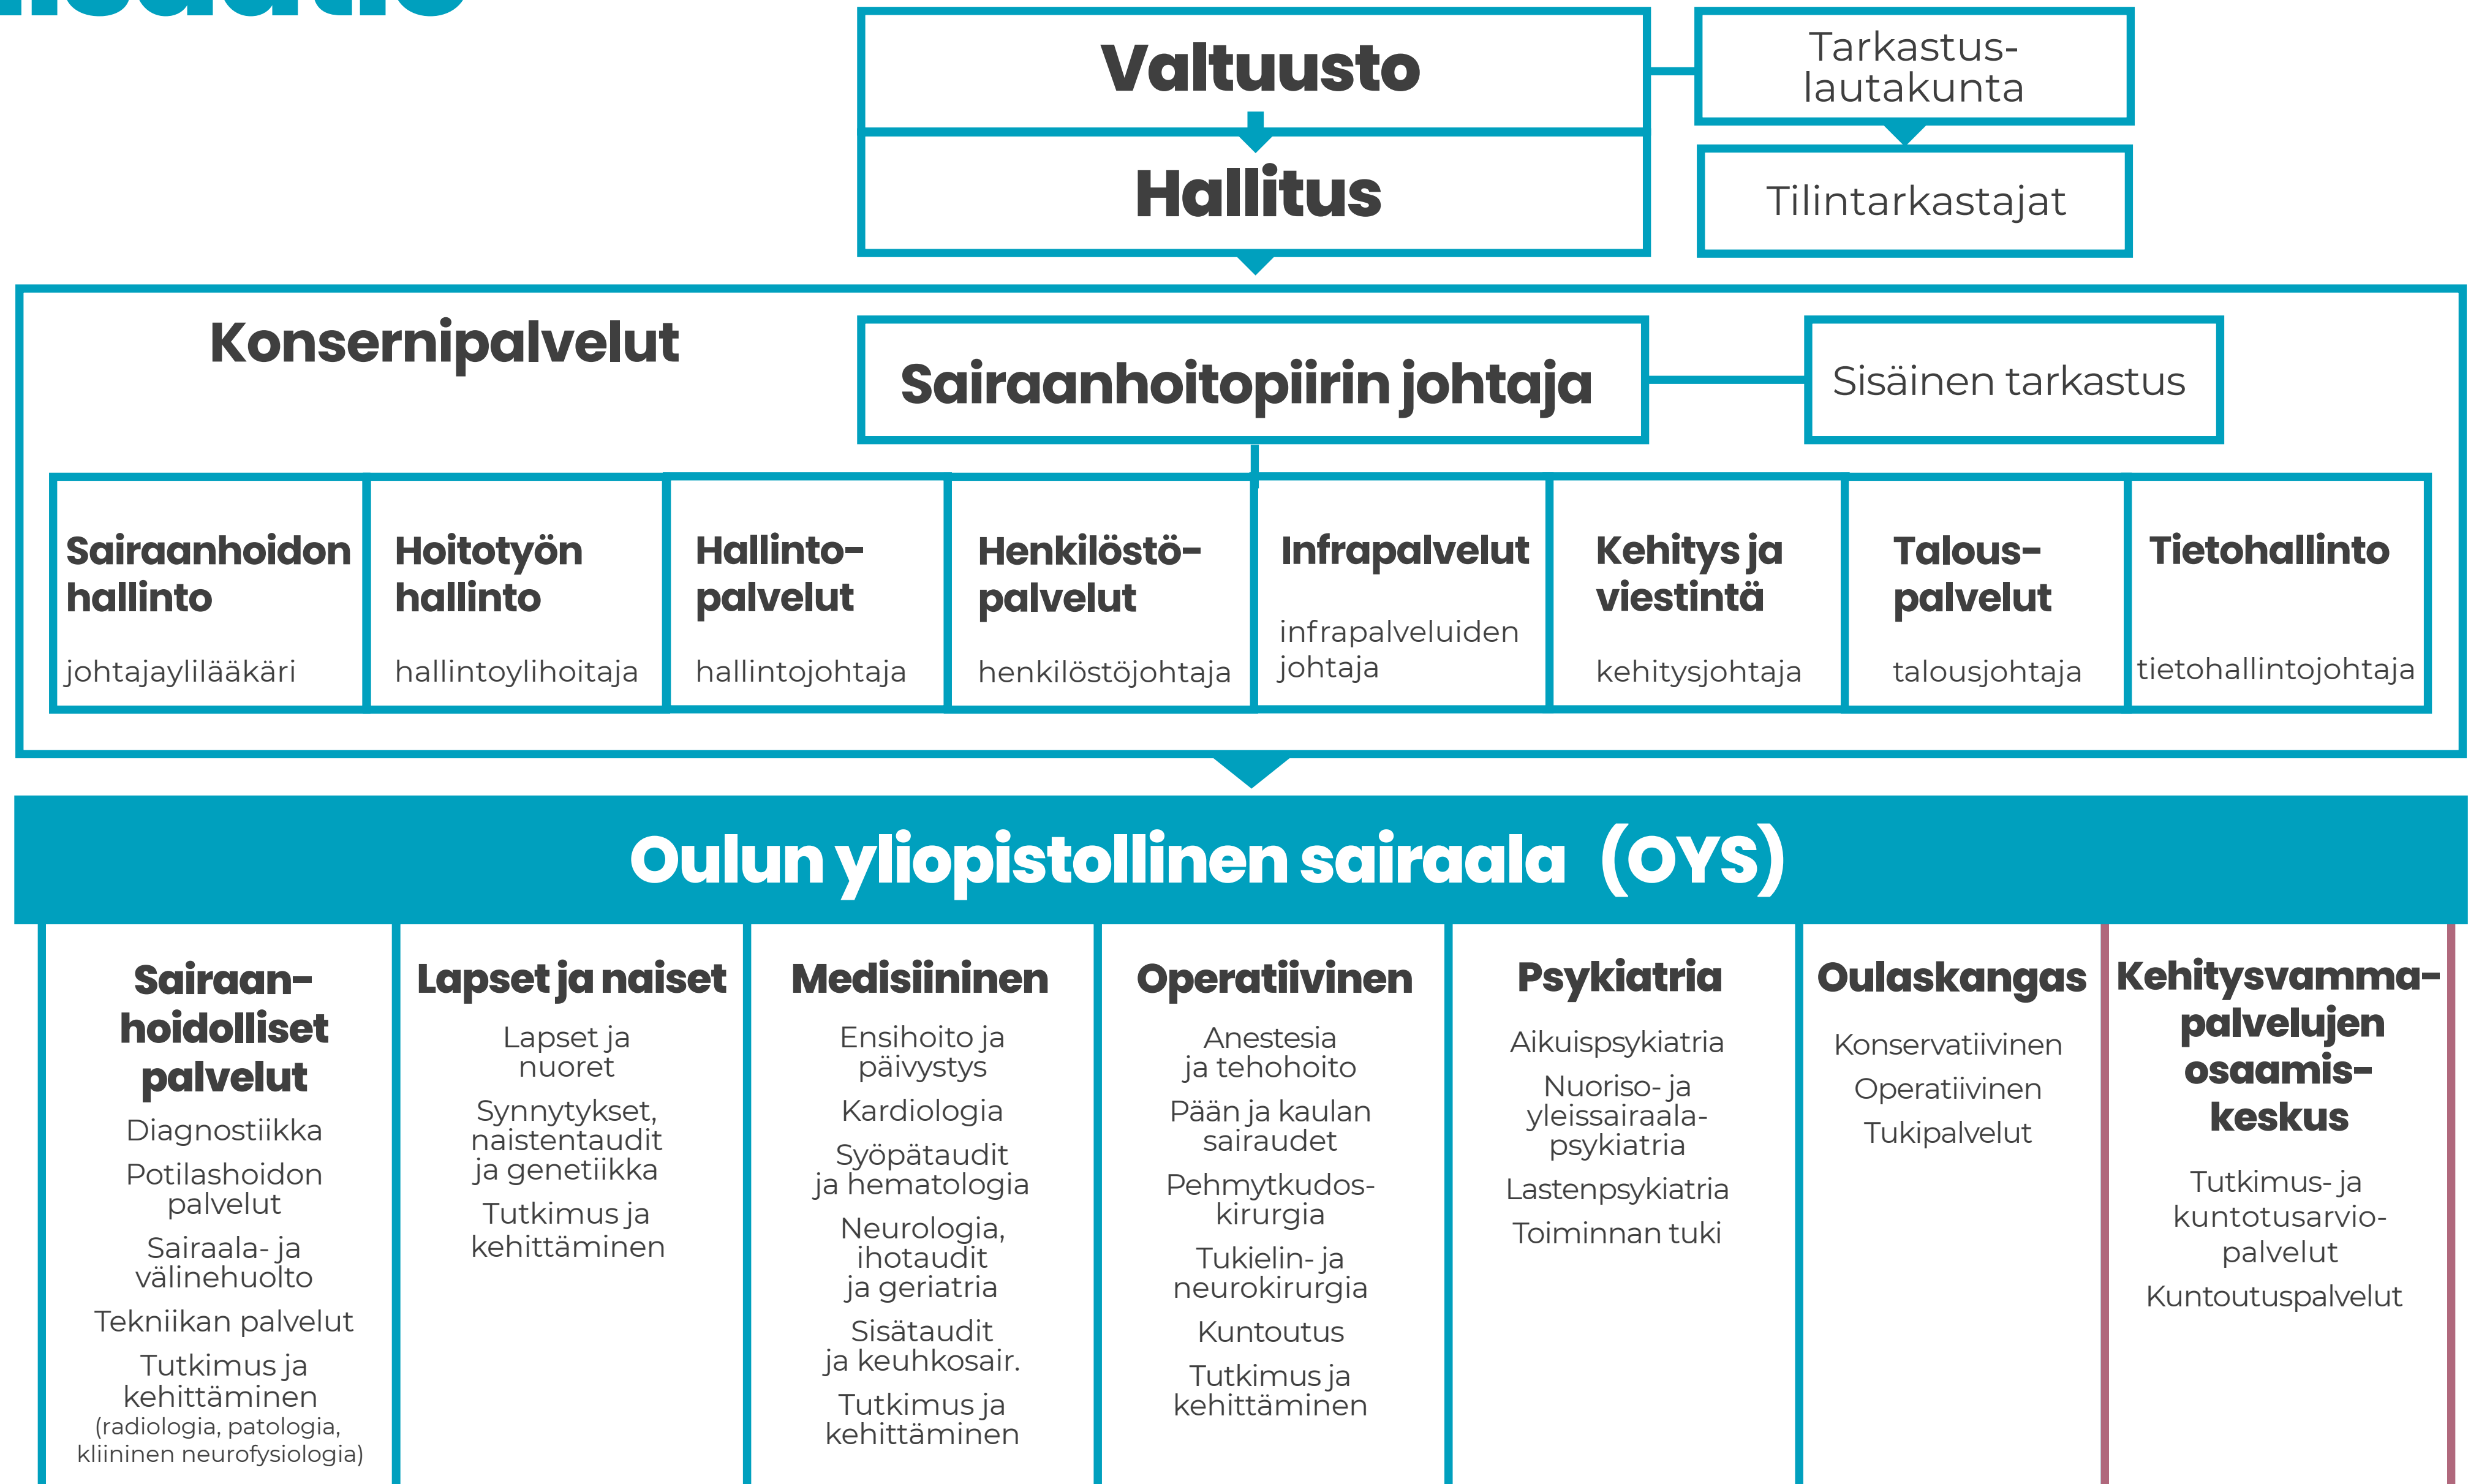 Valtuusto
Tarkastus-
lautakunta
Hallitus
Tilintarkastajat
Konsernipalvelut
Sairaanhoitopiirin johtaja
Sisäinen tarkastus
Sairaanhoidon
hallinto
johtajaylilääkäri
Hoitotyön
hallinto
hallintoylihoitaja
Hallinto-
palvelut
hallintojohtaja
Henkilöstö-
palvelut
henkilöstöjohtaja
Infrapalvelut
infrapalveluiden
johtaja
Kehitys ja
viestintä
kehitysjohtaja
Talous-
palvelut
talousjohtaja
Tietohallinto
tietohallintojohtaja
Oulun yliopistollinen sairaala (OYS)
Sairaan-
hoidolliset
palvelut
Diagnostiikka
Potilashoidon
palvelut
Sairaala- ja
välinehuolto
Tekniikan palvelut
Tutkimus ja
kehittäminen
(radiologia, patologia,
kliininen neurofysiologia)
Lapset ja naiset
Lapset ja
nuoret
Synnytykset,
naistentaudit
ja genetiikka
Tutkimus ja
kehittäminen
Medisiininen
Ensihoito ja
päivystys
Kardiologia
Syöpätaudit
ja hematologia
Neurologia,
ihotaudit
ja geriatria
Sisätaudit
ja keuhkosair.
Tutkimus ja
kehittäminen
Operatiivinen
Anestesia
ja tehohoito
Pään ja kaulan
sairaudet
Pehmytkudos-
kirurgia
Tukielin- ja
neurokirurgia
Kuntoutus
Tutkimus ja
kehittäminen
Psykiatria
Aikuispsykiatria
Nuoriso- ja
yleissairaala-
psykiatria
Lastenpsykiatria
Toiminnan tuki
Oulaskangas
Konservatiivinen
Operatiivinen
Tukipalvelut
Kehitysvamma-
palvelujen
osaamis-
keskus
Tutkimus- ja
kuntotusarvio-
palvelut
Kuntoutuspalvelut